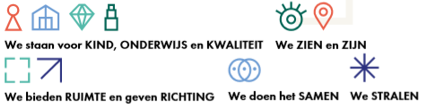 We staan voor KIND, ONDERWIJS en KWALITEIT
We ZIEN en ZIJN
We bieden RUIMTE en geven RICHTING
We doen het SAMEN
We STRALEN